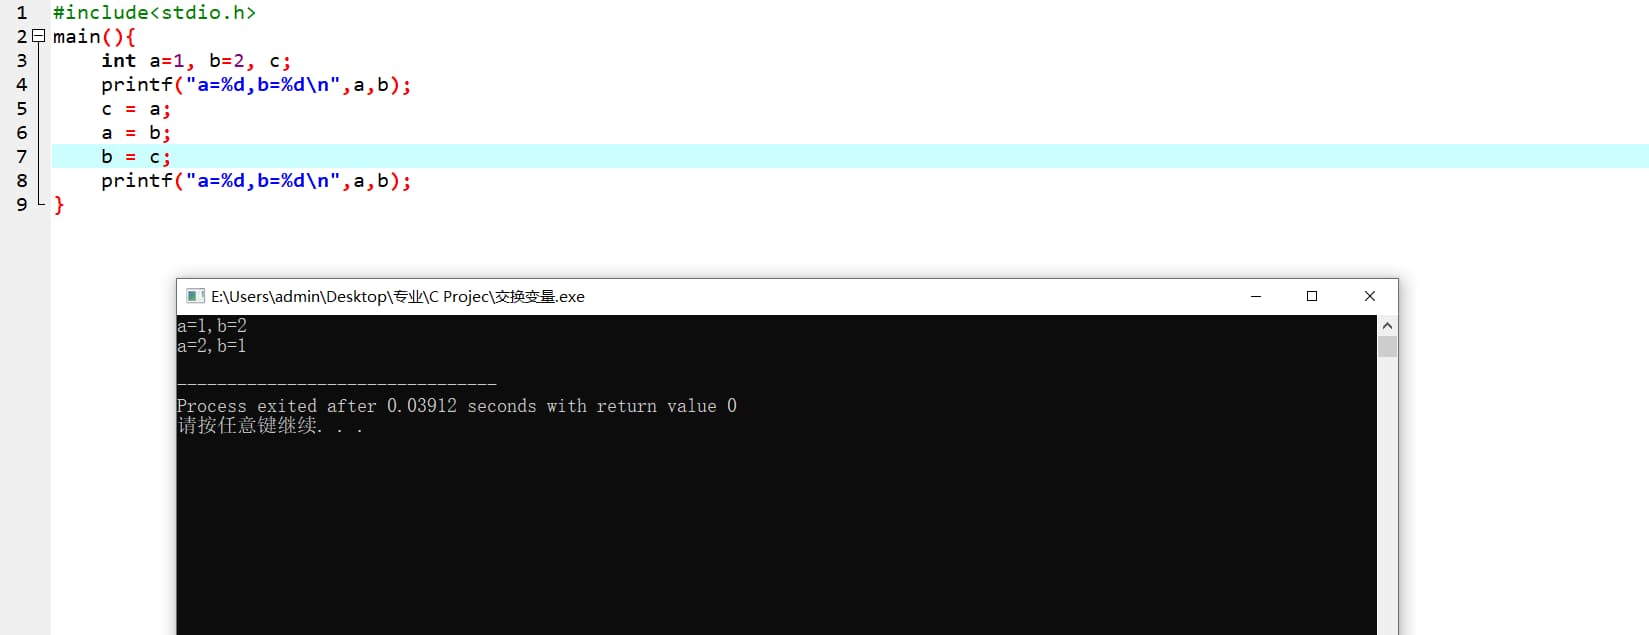 1 #include<stdio.h>
2 main(){
3 int a=1, b=2, c;
4 printf("a=%d,b=%d\n",a,b);
5 c = a;
6 a = b;
7 b = c;
8 printf("a=%d,b=%d\n",a,b);
9 }
E:\Users\admin\Desktop\专业\C Projec\交换变量.exe
a=1,b=2
a=2,b=1
--------------------------------
Process exited after 0.03912 seconds with return value 0
请按任意键继续. . .